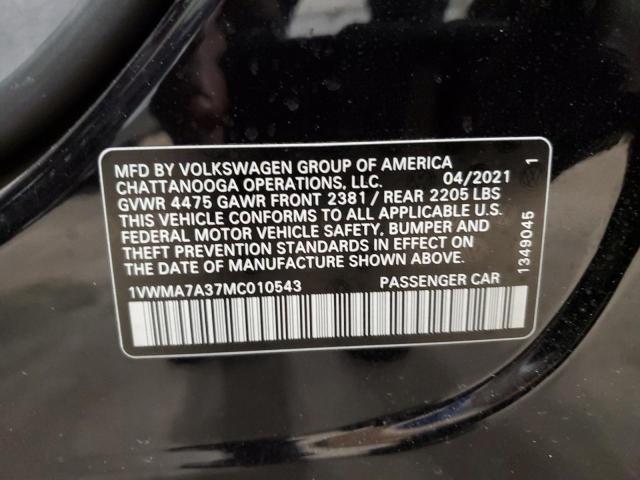 MFD BY VOLKSWAGEN GROUP OF AMERICA
CHATTANOOGA OPERATIONS, LLC. 04/2021
GVWR 4475 GAWR FRONT 2381 / REAR 2205 LBS
THIS VEHICLE CONFORMS TO ALL APPLICABLE U.S.
FEDERAL MOTOR VEHICLE SAFETY, BUMPER AND
THEFT PREVENTION STANDARDS IN EFFECT ON
THE DATE OF MANUFACTURE SHOWN ABOVE.
1VWMA7A37MC010543 PASSENGER CAR
1349045
1